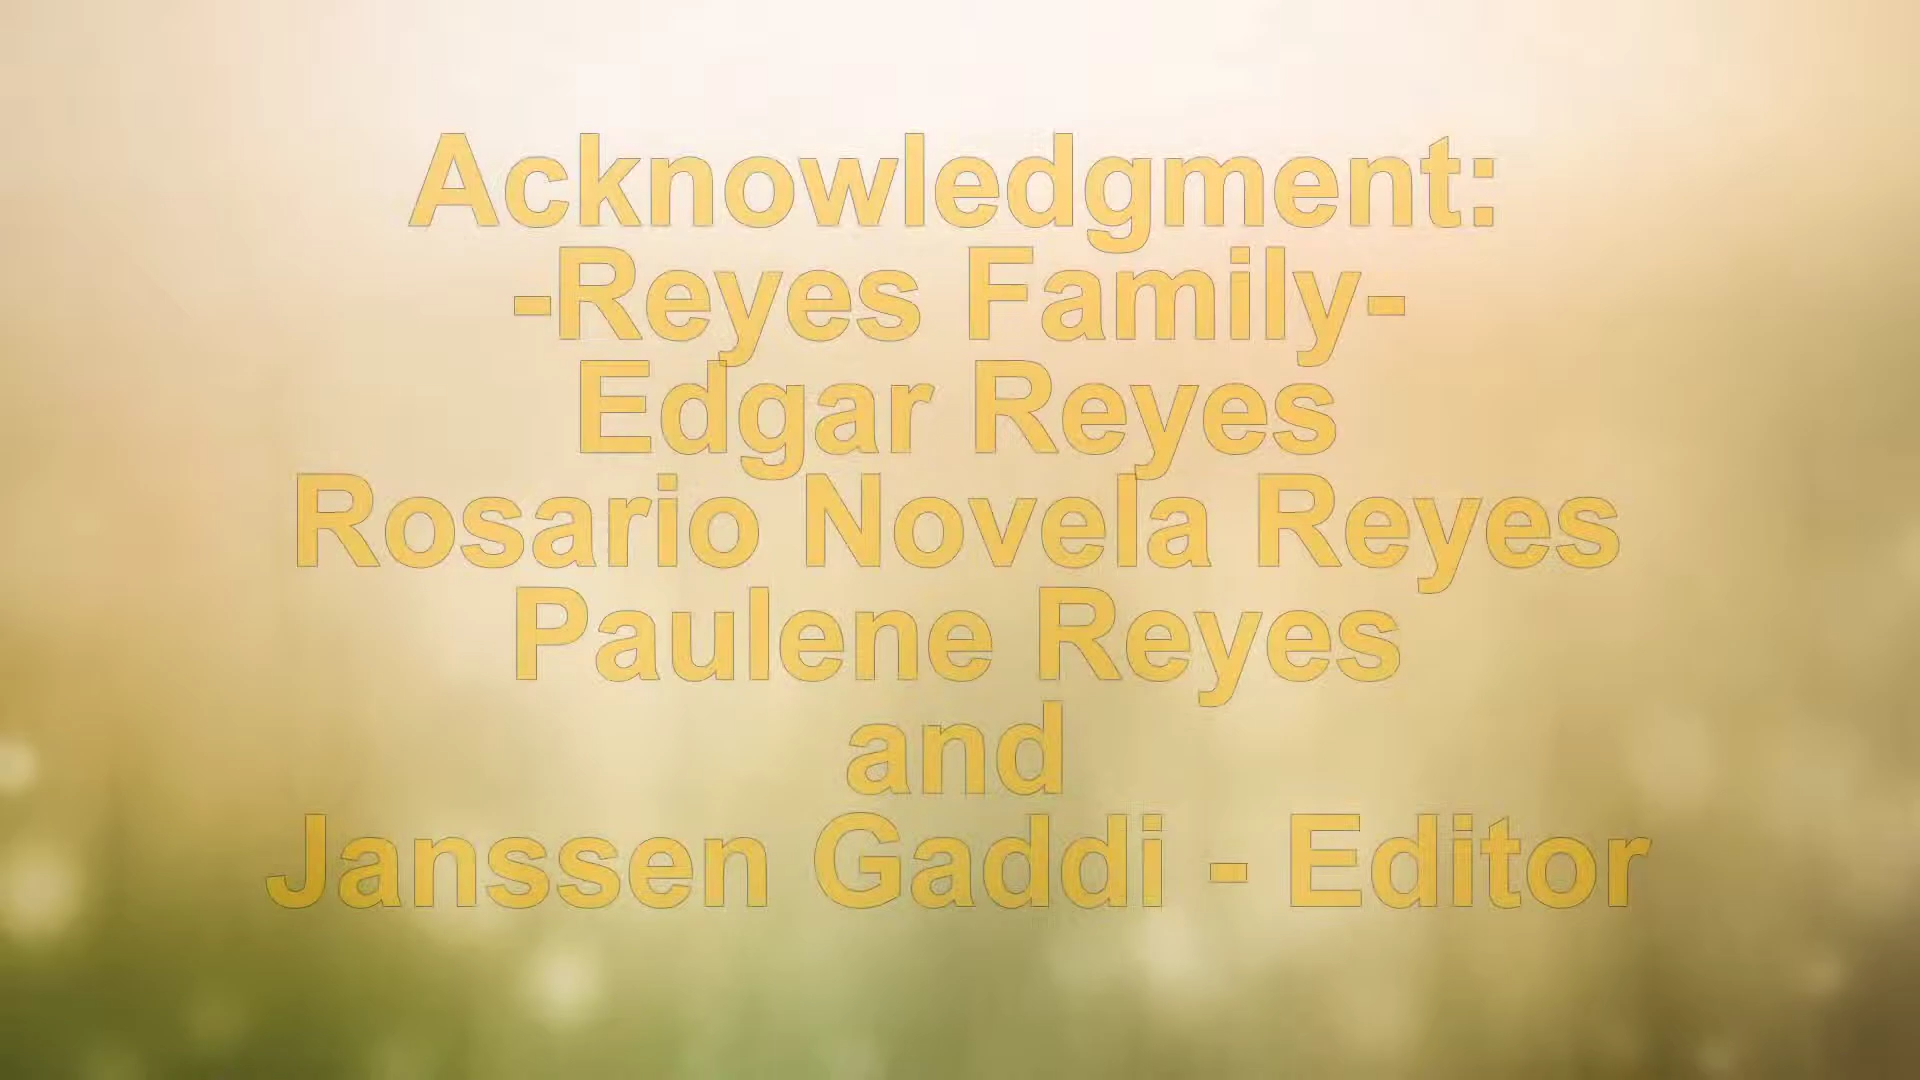 Acknowledgment:
-Reyes Family-
Edgar Reyes
Rosario Novela Reyes
Paulene Reyes
and
Janssen Gaddi - Editor